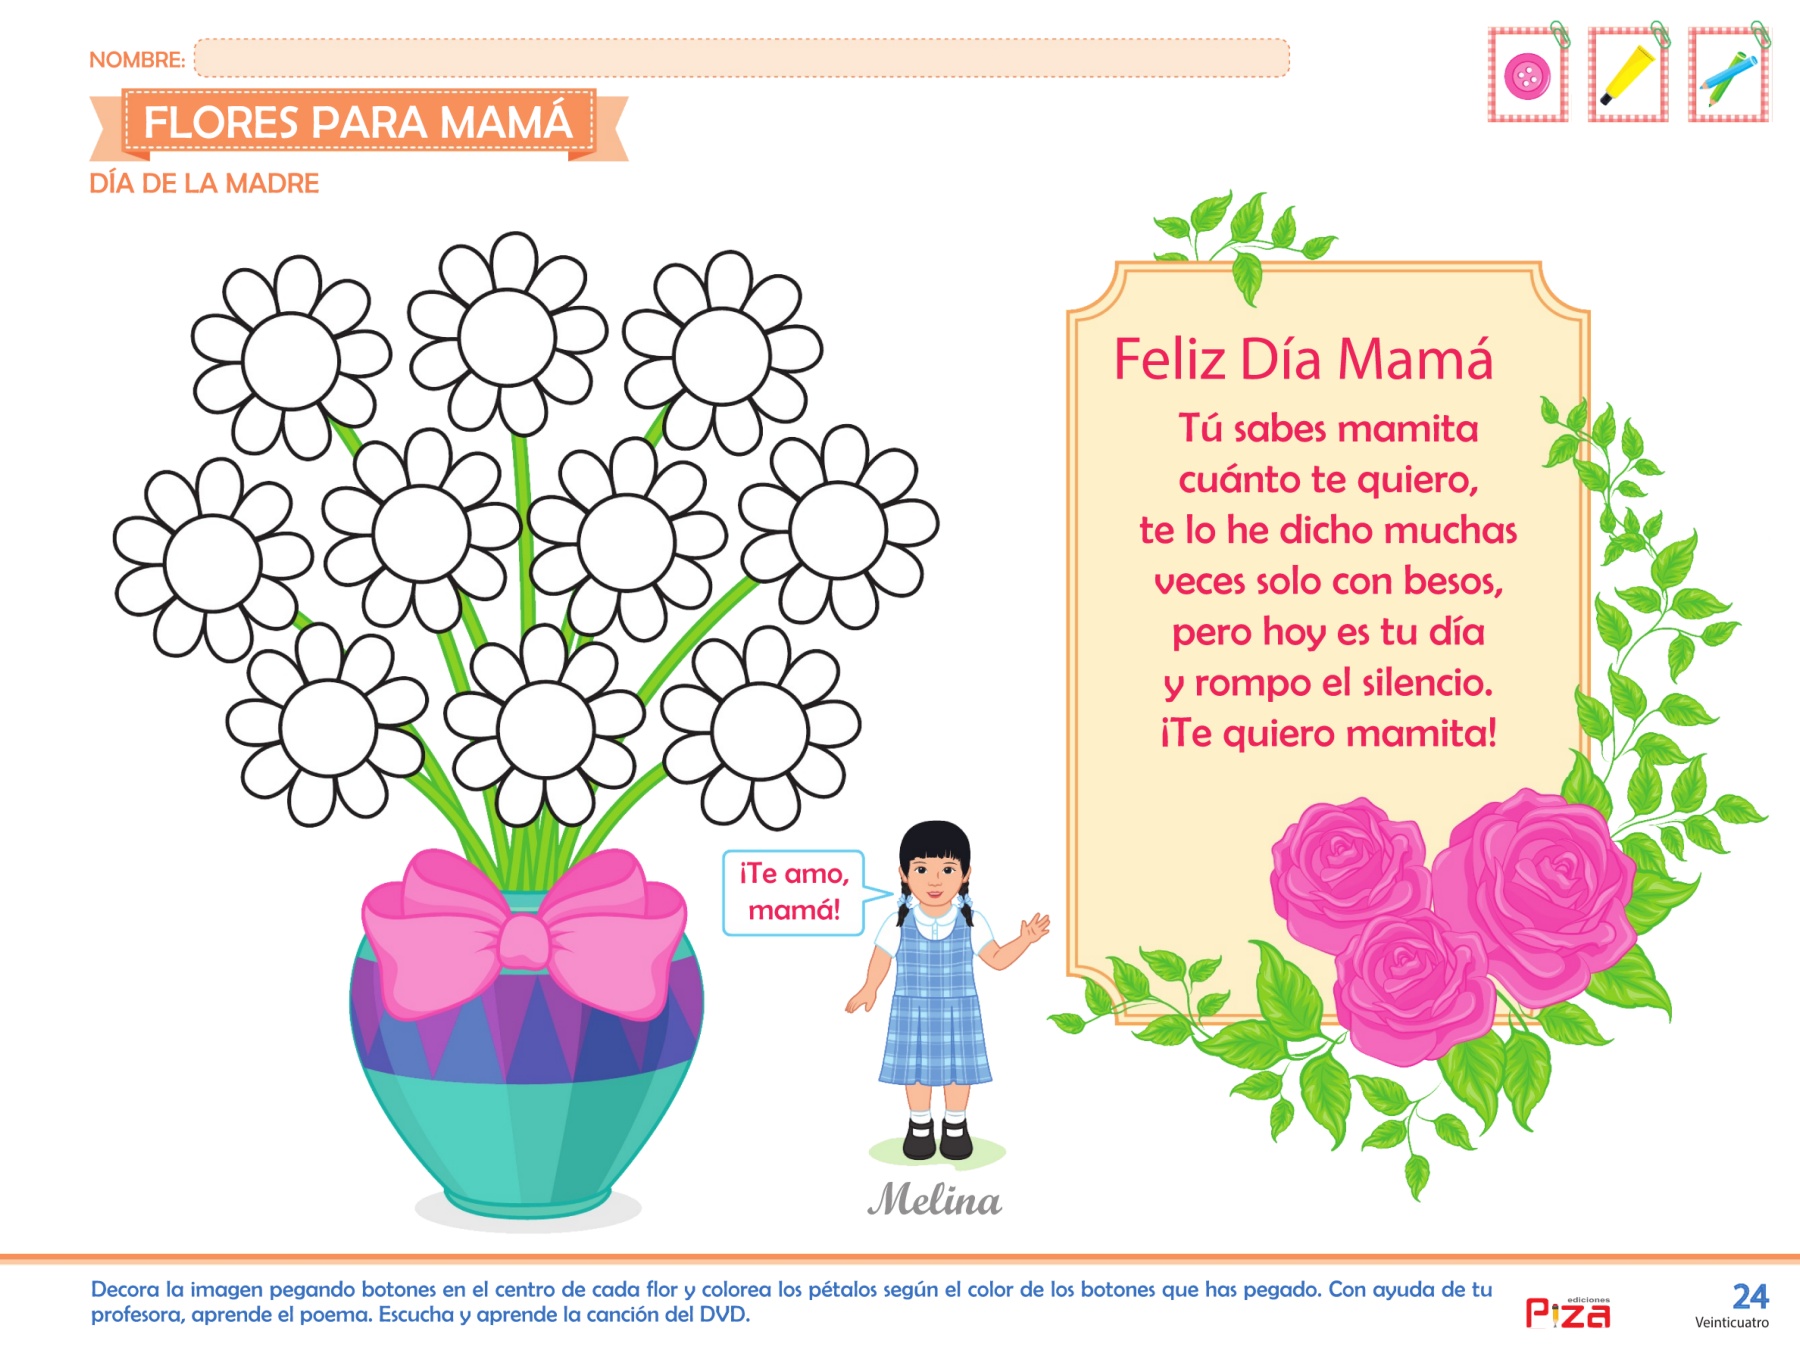 NOMBRE:
FLORES PARA MAMÁ
DÍA DE LA MADRE
Feliz Día Mamá
Tú sabes mamita
cuánto te quiero,
te lo he dicho muchas
veces solo con besos,
pero hoy es tu día
y rompo el silencio.
¡Te quiero mamita!
¡Te amo,
mamá!
Melina
Decora la imagen pegando botones en el centro de cada flor y colorea los pétalos según el color de los botones que has pegado. Con ayuda de tu
profesora, aprende el poema. Escucha y aprende la canción del DVD.
ediciones
Piza
24
Veinticuatro